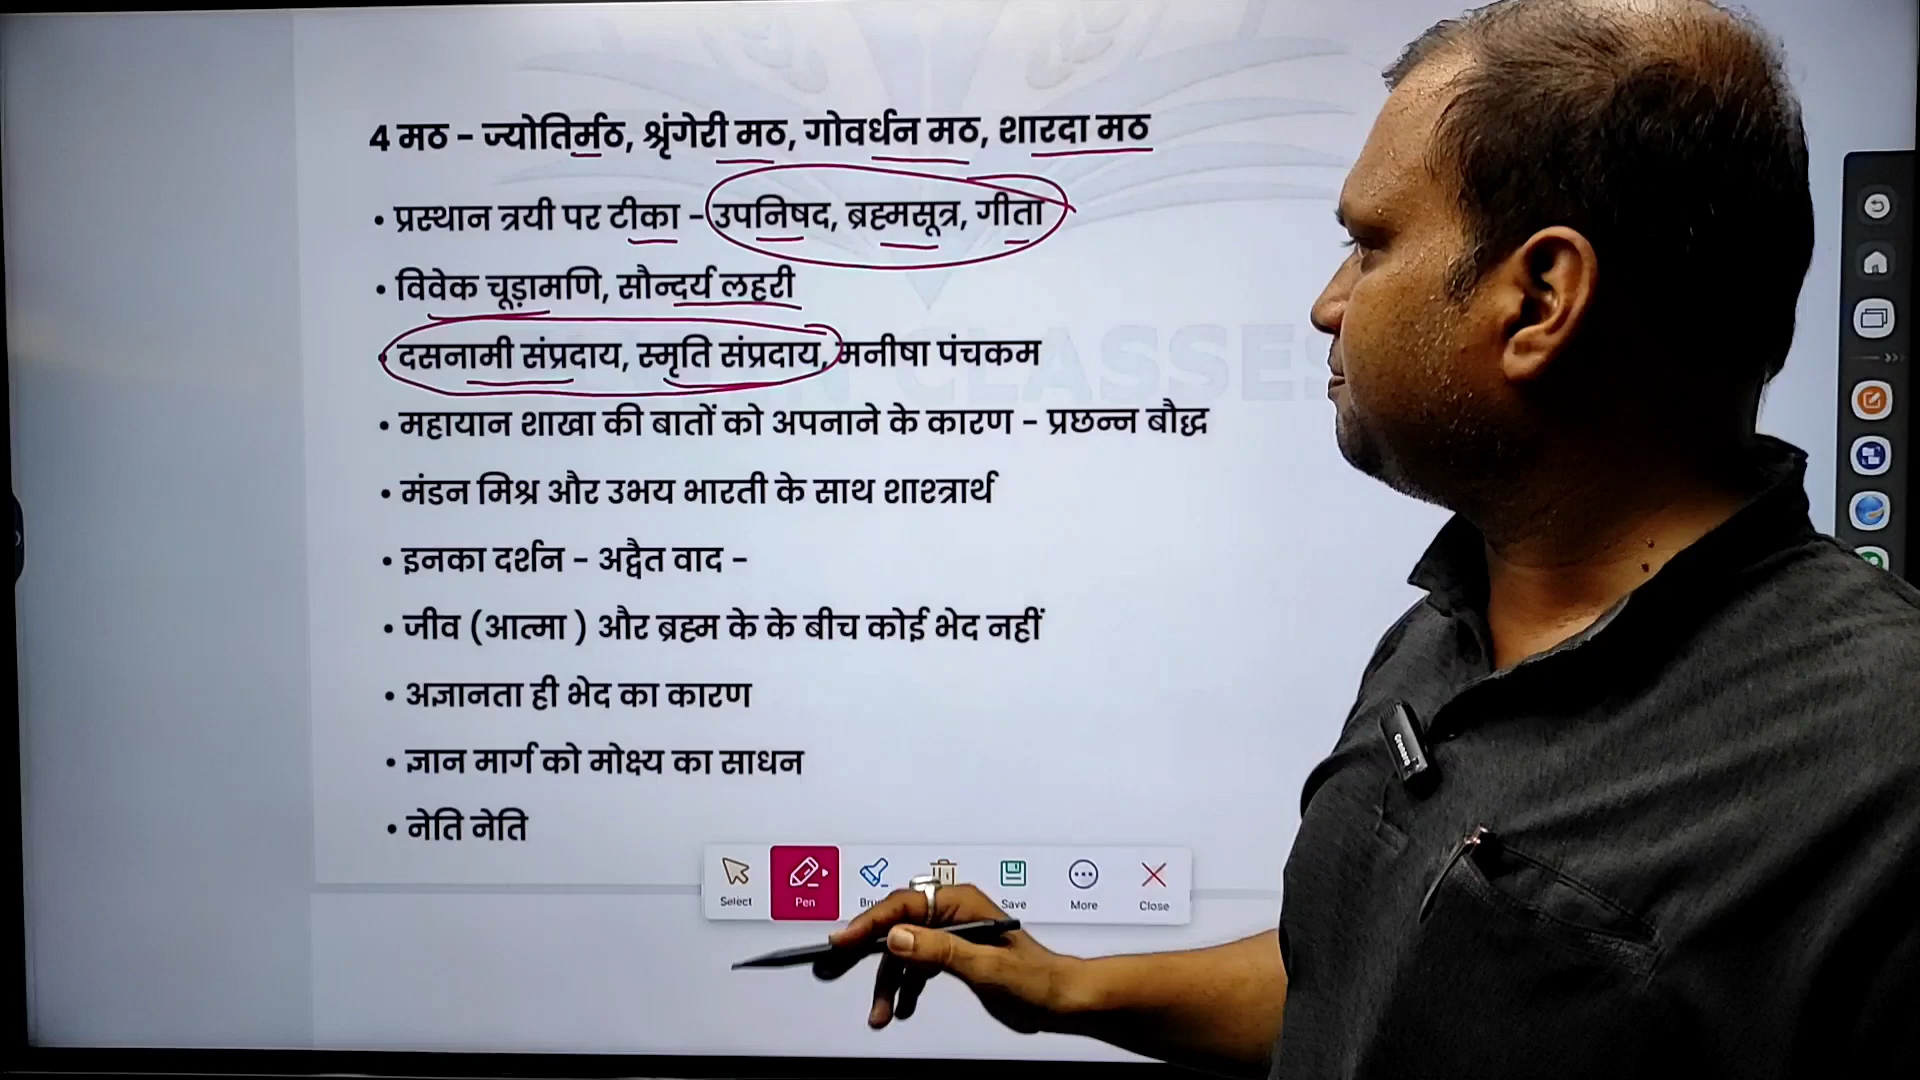 4 मठ - ज्योतिर्मठ, श्रृंगेरी मठ, गोवर्धन मठ, शारदा मठ
• प्रस्थान त्रयी पर टीका - उपनिषद, ब्रह्मसूत्र, गीता
• विवेक चूड़ामणि, सौन्दर्य लहरी
• दसनामी संप्रदाय, स्मृति संप्रदाय, मनीषा पंचकम
• महायान शाखा की बातों को अपनाने के कारण - प्रछन्न बौद्ध
• मंडन मिश्र और उभय भारती के साथ शाश्त्रार्थ
• इनका दर्शन - अद्वैत वाद -
• जीव (आत्मा ) और ब्रह्म के के बीच कोई भेद नहीं
• अज्ञानता ही भेद का कारण
• ज्ञान मार्ग को मोक्ष्य का साधन
• नेति नेति
Select Pen Save More Close
CLASSES